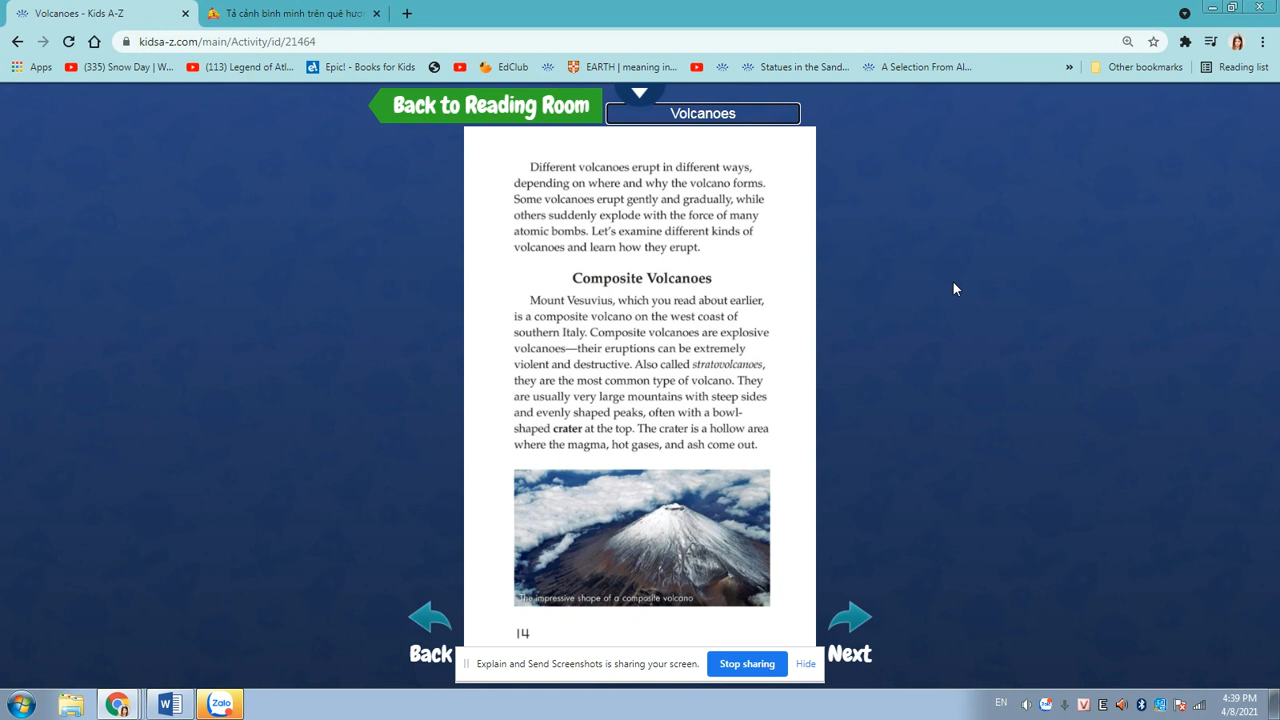 Volcanoes - Kids A-Z
Tả cảnh bình minh trên quê hươ
kidsa-z.com/main/Activity/id/21464
Apps
(335) Snow Day | W...
(113) Legend of Atl...
Epic! - Books for Kids
EdClub
EARTH | meaning in...
Statues in the Sand...
A Selection From Al...
»
Other bookmarks
Reading list
Back to Reading Room
Volcanoes
Different volcanoes erupt in different ways,
depending on where and why the volcano forms.
Some volcanoes erupt gently and gradually, while
others suddenly explode with the force of many
atomic bombs. Let's examine different kinds of
volcanoes and learn how they erupt.
Composite Volcanoes
Mount Vesuvius, which you read about earlier,
is a composite volcano on the west coast of
southern Italy. Composite volcanoes are explosive
volcanoes—their eruptions can be extremely
violent and destructive. Also called stratovolcanoes,
they are the most common type of volcano. They
are usually very large mountains with steep sides
and evenly shaped peaks, often with a bowl-
shaped crater at the top. The crater is a hollow area
where the magma, hot gases, and ash come out.
The impressive shape of a composite volcano
14
Back
Next
Explain and Send Screenshots is sharing your screen.
Stop sharing
Hide
Zalo
EN
4:39 PM
4/8/2021